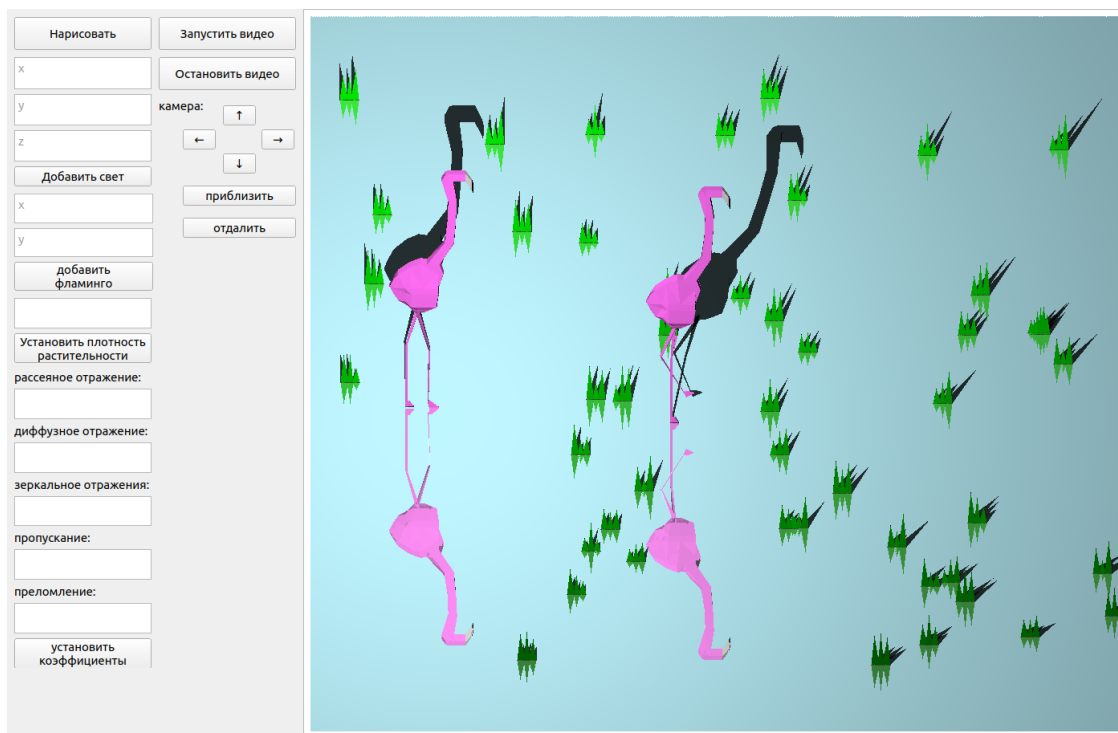 Нарисовать
Запустить видео
x
Остановить видео
y
камера:
↑
z
←
→
↓
Добавить свет
приблизить
x
отдалить
y
добавить
фламинго
Установить плотность
растительности
рассеяное отражение:
диффузное отражение:
зеркальное отражения:
пропускание:
преломление:
установить
коэффициенты